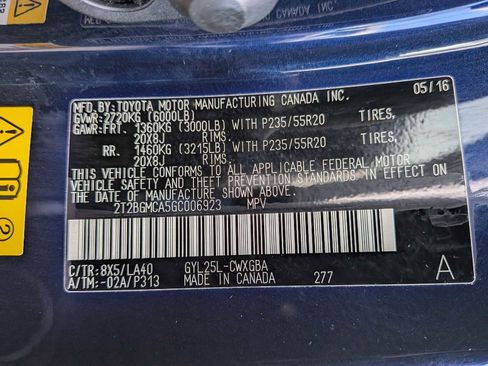 CANADA INC.
MFD.BY:TOYOTA MOTOR MANUFACTURING CANADA INC.
GVWR:2720KG (6000LB) 05/16
GAWR: FRT. 1360KG (3000LB) WITH P235/55R20 TIRES,
20X8J RIMS.
RR. 1460KG (3215LB) WITH P235/55R20 TIRES,
20X8J RIMS.
THIS VEHICLE CONFORMS TO ALL APPLICABLE FEDERAL MOTOR
VEHICLE SAFETY AND THEFT PREVENTION STANDARDS IN EFFECT ON
THE DATE OF MANUFACTURE SHOWN ABOVE.
2T2BGMCA5GC006923 MPV
C/TR: 8X5/LA40 GYL25L-CWXGBA A
A/TM: -02A/P313 MADE IN CANADA 277
2